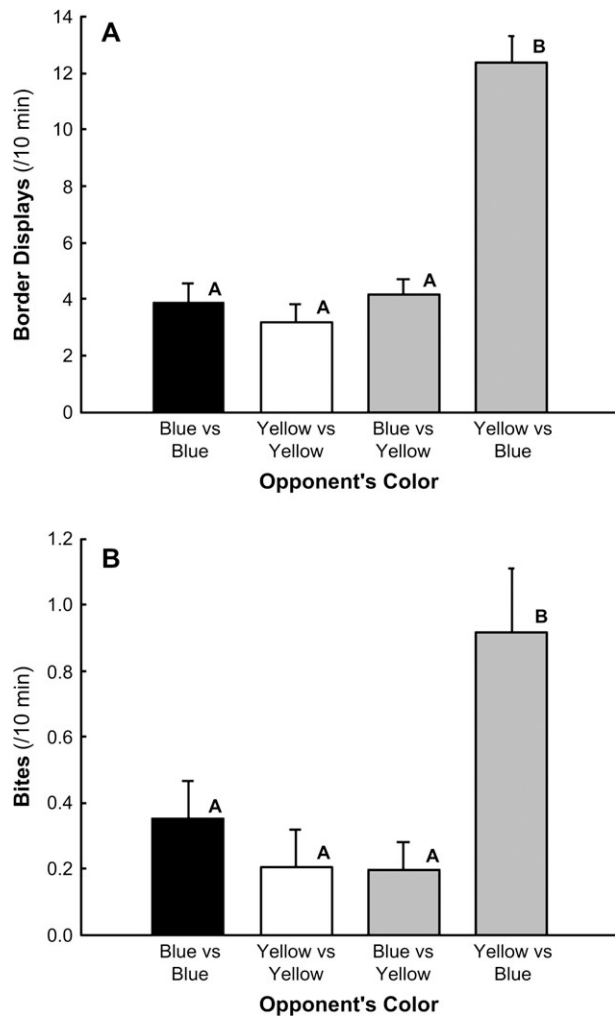 A
14
12
10
8
6
4
2
0
Border Displays (/10 min)
A
A
A
B
Blue vs Blue
Yellow vs Yellow
Blue vs Yellow
Yellow vs Blue
Opponent's Color
B
1.2
1.0
0.8
0.6
0.4
0.2
0.0
Bites (/10 min)
A
A
A
B
Blue vs Blue
Yellow vs Yellow
Blue vs Yellow
Yellow vs Blue
Opponent's Color